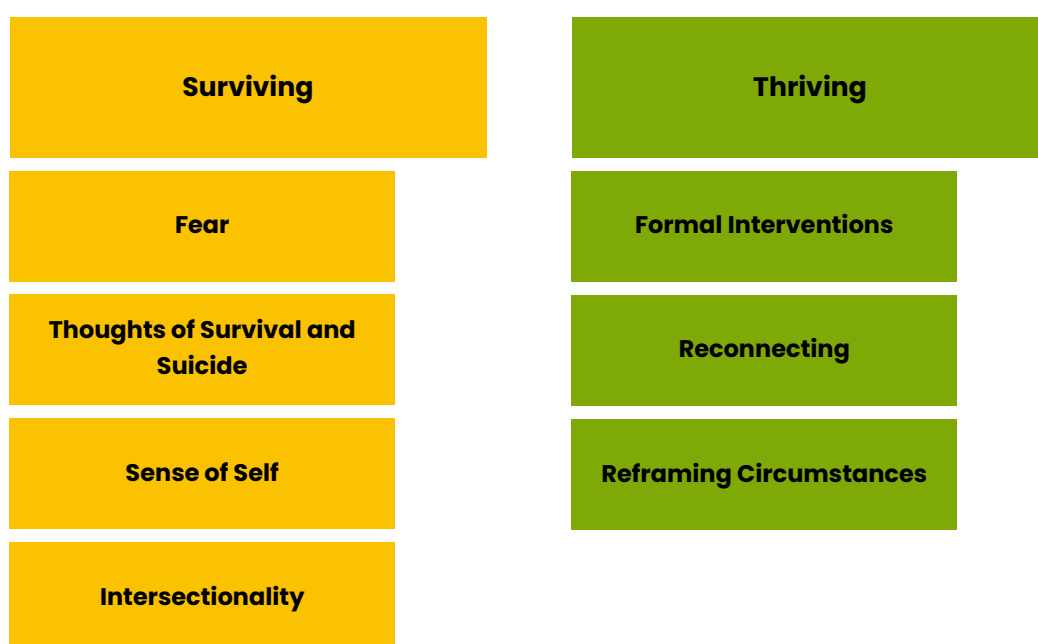 Surviving
Fear
Thoughts of Survival and
Suicide
Sense of Self
Intersectionality
Thriving
Formal Interventions
Reconnecting
Reframing Circumstances